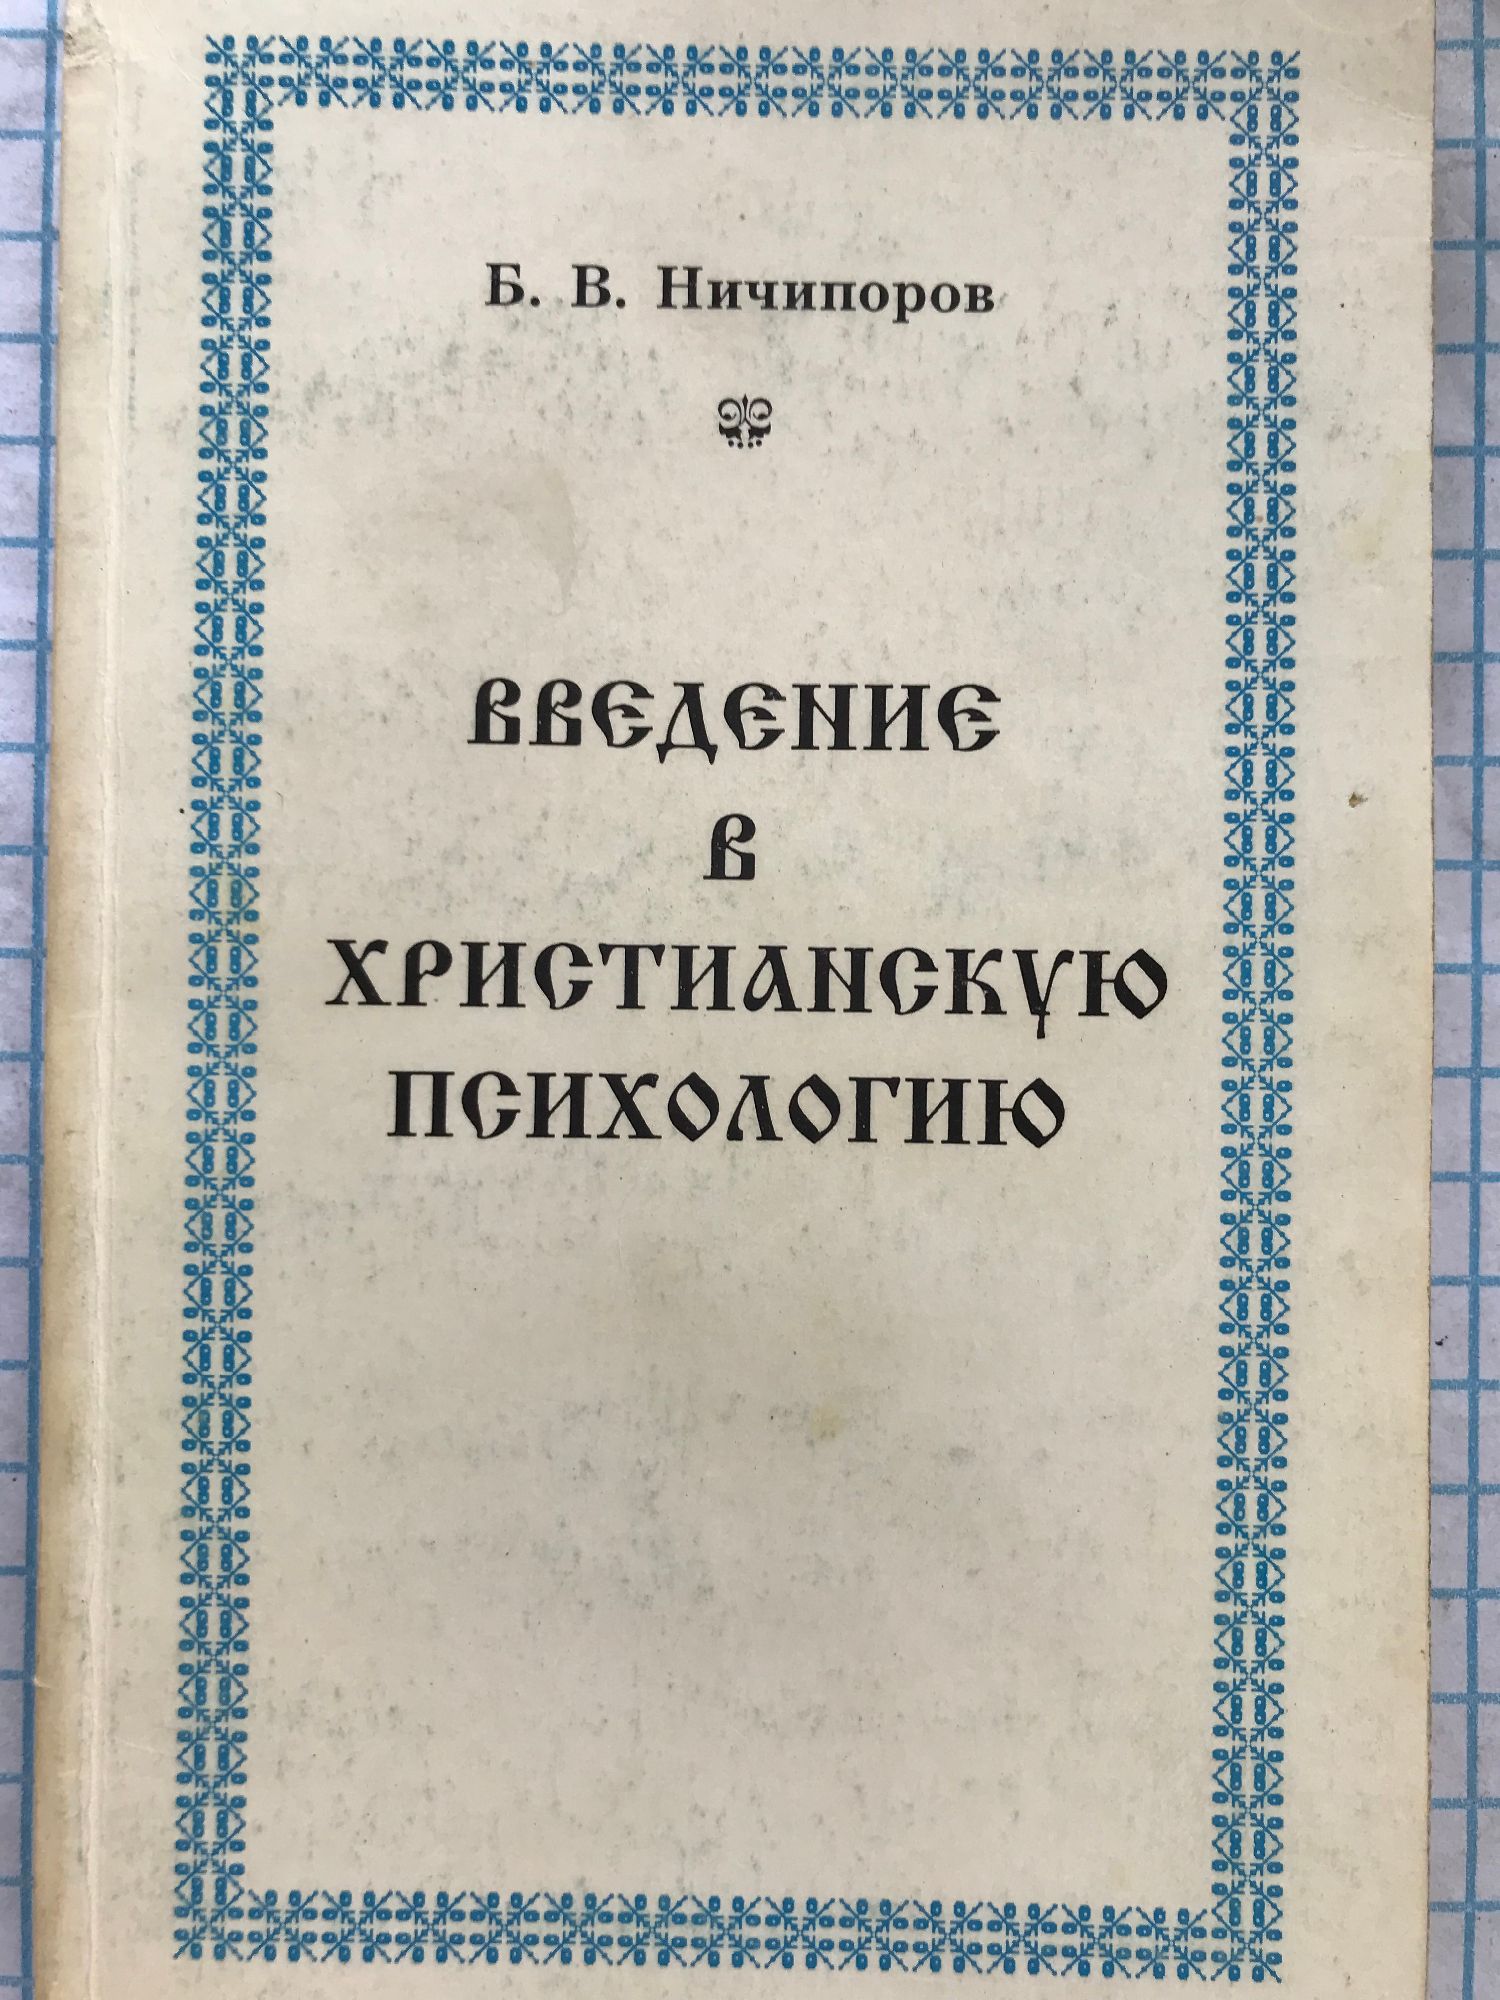 Б. В. Ничипоров
ВВЕДЕНИЕ
В
ХРИСТИАНСКУЮ
ПСИХОЛОГИЮ